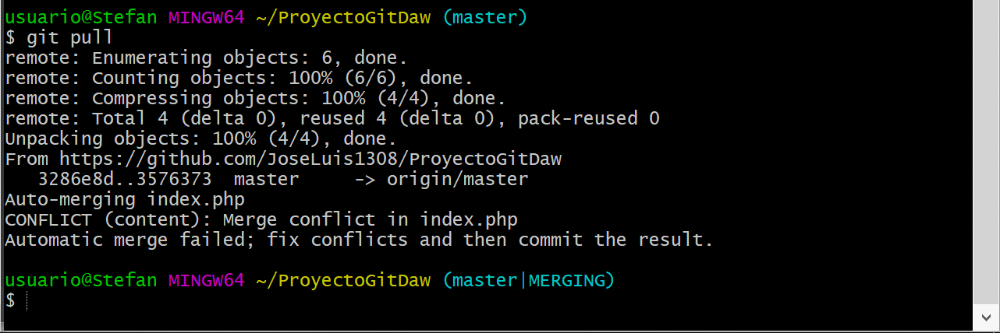 usuario@Stefan MINGW64 ~/ProyectoGitDaw (master)
$ git pull
remote: Enumerating objects: 6, done.
remote: Counting objects: 100% (6/6), done.
remote: Compressing objects: 100% (4/4), done.
remote: Total 4 (delta 0), reused 4 (delta 0), pack-reused 0
Unpacking objects: 100% (4/4), done.
From https://github.com/JoseLuis1308/ProyectoGitDaw
   3286e8d..3576373  master     -> origin/master
Auto-merging index.php
CONFLICT (content): Merge conflict in index.php
Automatic merge failed; fix conflicts and then commit the result.

usuario@Stefan MINGW64 ~/ProyectoGitDaw (master|MERGING)
$